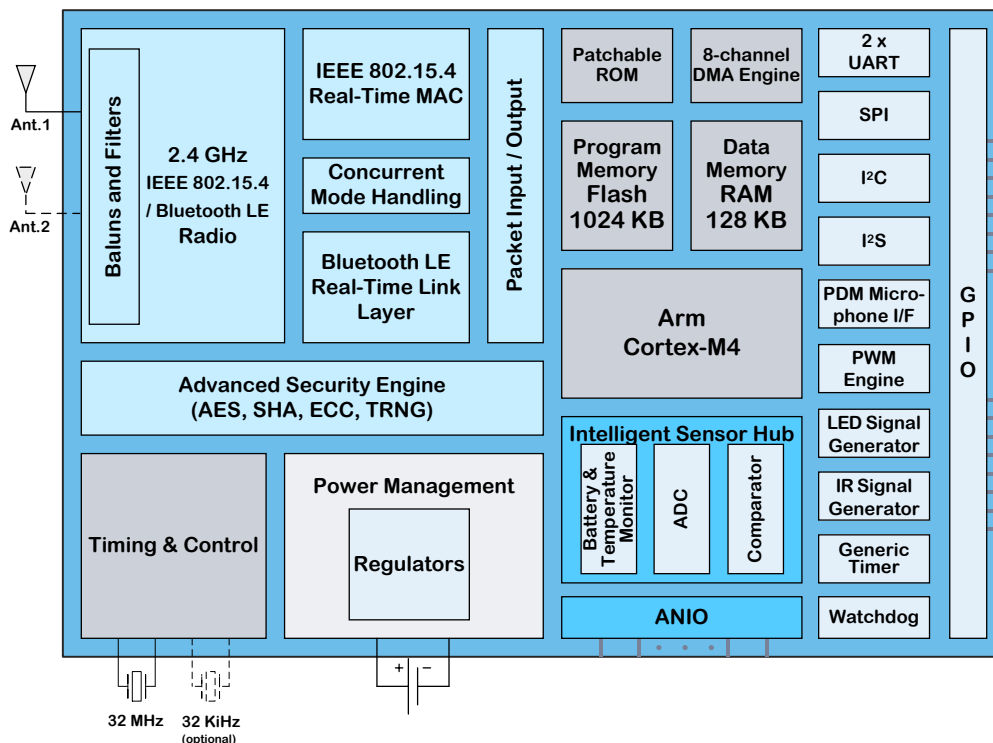 Ant.1
Ant.2
Baluns and Filters
2.4 GHz
IEEE 802.15.4
/ Bluetooth LE
Radio
IEEE 802.15.4
Real-Time MAC
Concurrent
Mode Handling
Bluetooth LE
Real-Time Link
Layer
Packet Input / Output
Advanced Security Engine
(AES, SHA, ECC, TRNG)
Timing & Control
Power Management
Regulators
32 MHz
32 KiHz
(optional)
+
−
Patchable
ROM
8-channel
DMA Engine
Program
Memory
Flash
1024 KB
Data
Memory
RAM
128 KB
Arm
Cortex-M4
Intelligent Sensor Hub
Battery &
Temperature
Monitor
ADC
Comparator
ANIO
2 x
UART
SPI
I²C
I²S
PDM Micro-
phone I/F
PWM
Engine
LED Signal
Generator
IR Signal
Generator
Generic
Timer
Watchdog
GPIO